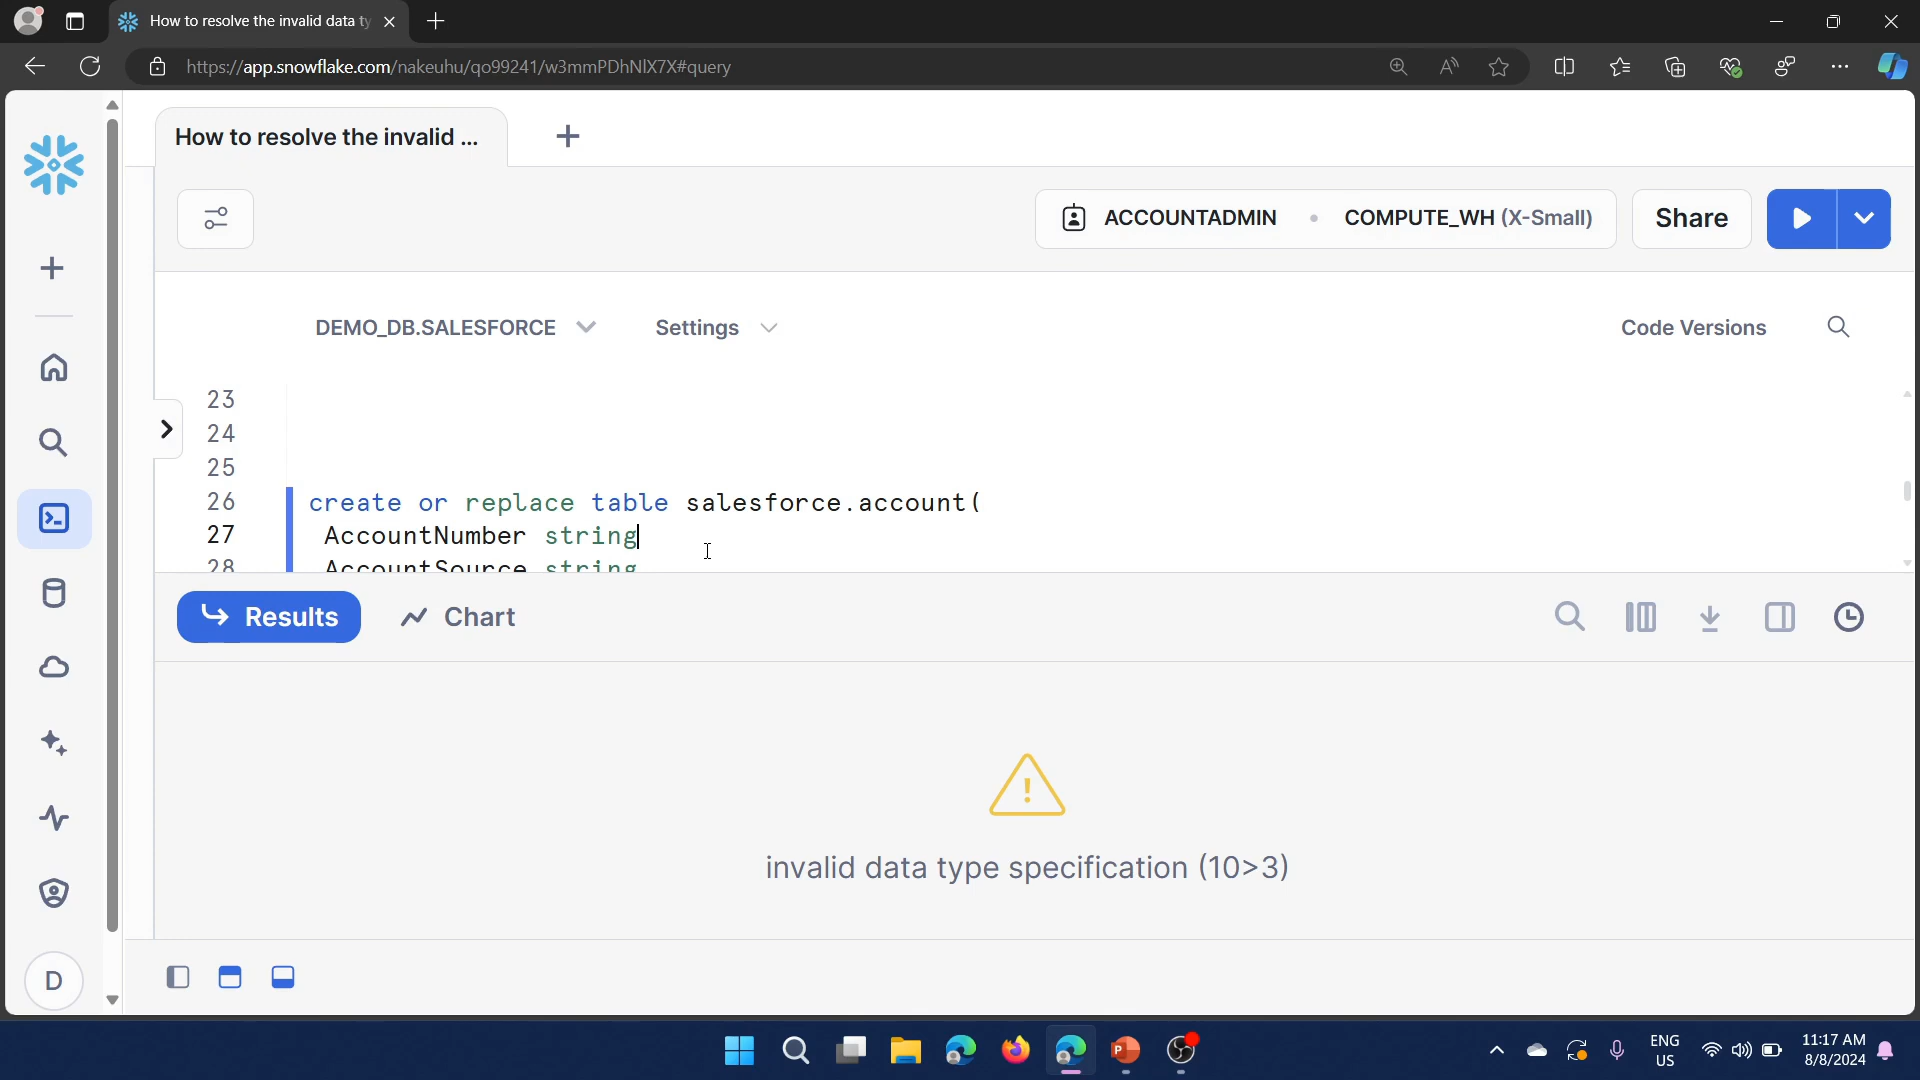 How to resolve the invalid data ty
https://app.snowflake.com/nakeuhu/qo99241/w3mmPDhNlX7X#query
How to resolve the invalid ...
ACCOUNTADMIN • COMPUTE_WH (X-Small)
Share
DEMO_DB.SALESFORCE
Settings
Code Versions
23
24
25
26 create or replace table salesforce.account(
27 AccountNumber string
28 AccountSource string
Results
Chart
invalid data type specification (10>3)
D
ENG
US
11:17 AM
8/8/2024